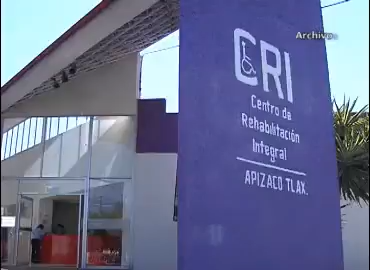 Archivo
CRI
Centro de
Rehabilitación
Integral
APIZACO TLAX.